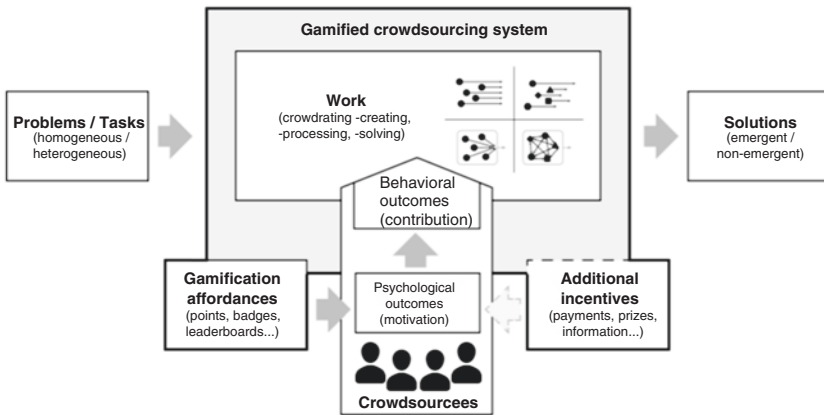 Gamified crowdsourcing system
Problems / Tasks
(homogeneous /
heterogeneous)
Work
(crowdrating -creating,
-processing, -solving)
Solutions
(emergent /
non-emergent)
Behavioral
outcomes
(contribution)
Gamification
affordances
(points, badges,
leaderboards...)
Psychological
outcomes
(motivation)
Additional
incentives
(payments, prizes,
information...)
Crowdsourcees